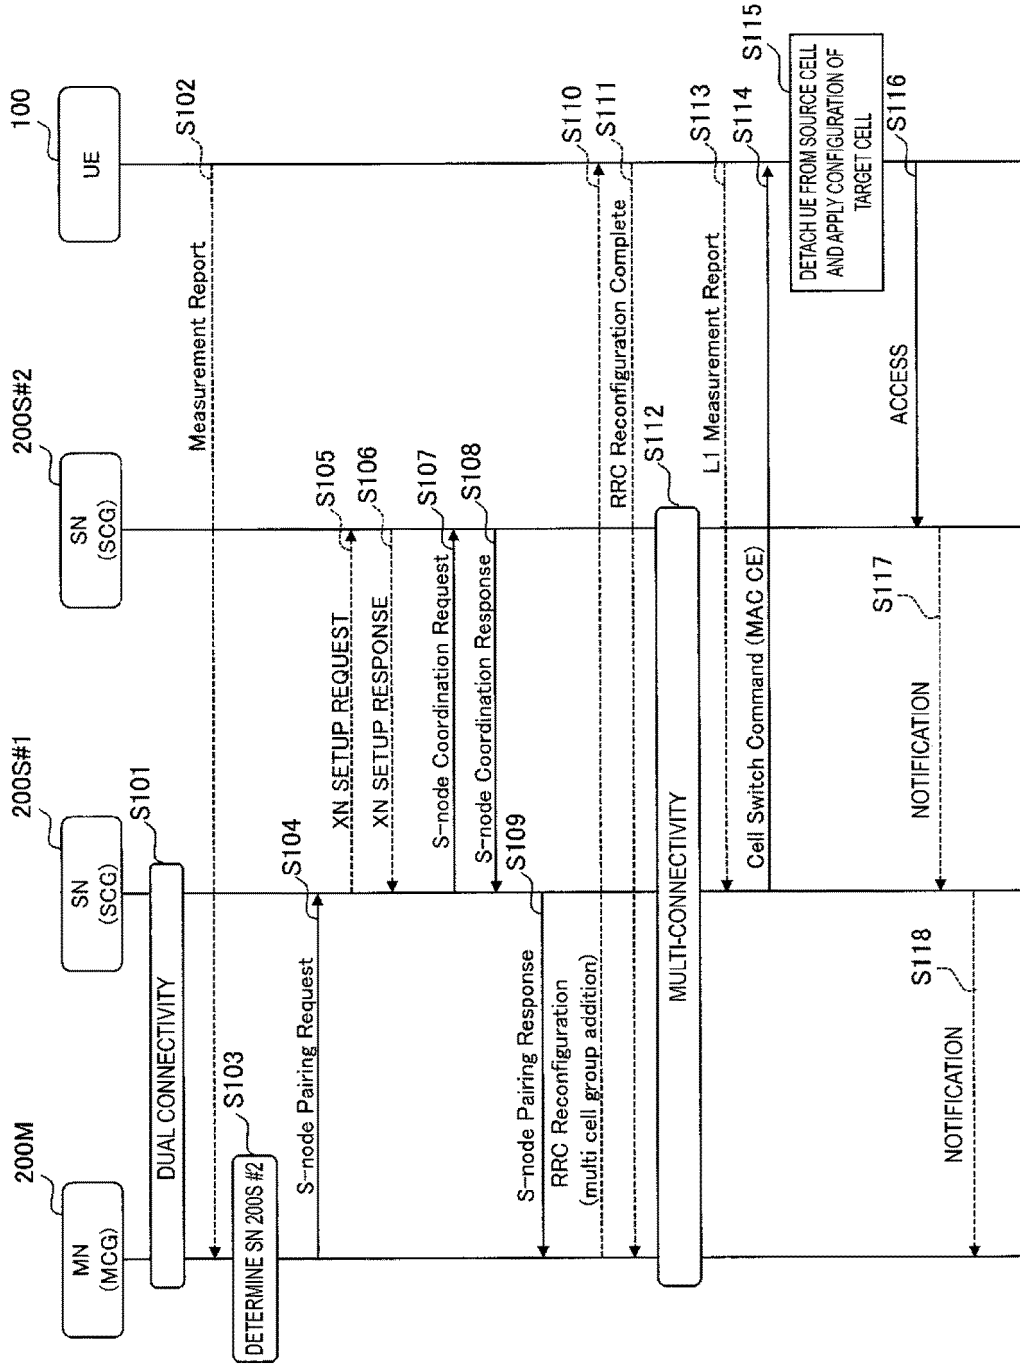 200M
MN
(MCG)
200S#1
SN
(SCG)
200S#2
SN
(SCG)
100
UE
DUAL CONNECTIVITY
S101
Measurement Report
S102
DETERMINE SN 200S #2
S103
S-node Pairing Request
S104
XN SETUP REQUEST
S105
XN SETUP RESPONSE
S106
S-node Coordination Request
S107
S-node Coordination Response
S108
S-node Pairing Response
S109
RRC Reconfiguration
(multi cell group addition)
S110
RRC Reconfiguration Complete
S111
MULTI-CONNECTIVITY
S112
L1 Measurement Report
S113
Cell Switch Command (MAC CE)
S114
DETACH UE FROM SOURCE CELL
AND APPLY CONFIGURATION OF
TARGET CELL
S115
ACCESS
S116
NOTIFICATION
S117
NOTIFICATION
S118